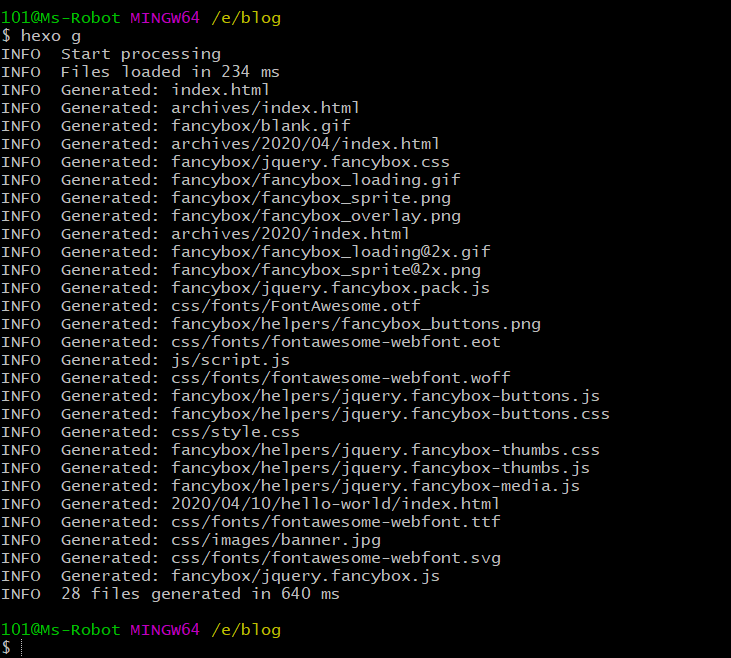 101@Ms-Robot MINGW64 /e/blog
$ hexo g
INFO  Start processing
INFO  Files loaded in 234 ms
INFO  Generated: index.html
INFO  Generated: archives/index.html
INFO  Generated: fancybox/blank.gif
INFO  Generated: archives/2020/04/index.html
INFO  Generated: fancybox/jquery.fancybox.css
INFO  Generated: fancybox/fancybox_loading.gif
INFO  Generated: fancybox/fancybox_sprite.png
INFO  Generated: fancybox/fancybox_overlay.png
INFO  Generated: archives/2020/index.html
INFO  Generated: fancybox/fancybox_loading@2x.gif
INFO  Generated: fancybox/fancybox_sprite@2x.png
INFO  Generated: fancybox/jquery.fancybox.pack.js
INFO  Generated: css/fonts/FontAwesome.otf
INFO  Generated: fancybox/helpers/fancybox_buttons.png
INFO  Generated: css/fonts/fontawesome-webfont.eot
INFO  Generated: js/script.js
INFO  Generated: css/fonts/fontawesome-webfont.woff
INFO  Generated: fancybox/helpers/jquery.fancybox-buttons.js
INFO  Generated: fancybox/helpers/jquery.fancybox-buttons.css
INFO  Generated: css/style.css
INFO  Generated: fancybox/helpers/jquery.fancybox-thumbs.css
INFO  Generated: fancybox/helpers/jquery.fancybox-thumbs.js
INFO  Generated: fancybox/helpers/jquery.fancybox-media.js
INFO  Generated: 2020/04/10/hello-world/index.html
INFO  Generated: css/fonts/fontawesome-webfont.ttf
INFO  Generated: css/images/banner.jpg
INFO  Generated: css/fonts/fontawesome-webfont.svg
INFO  Generated: fancybox/jquery.fancybox.js
INFO  28 files generated in 640 ms
101@Ms-Robot MINGW64 /e/blog
$